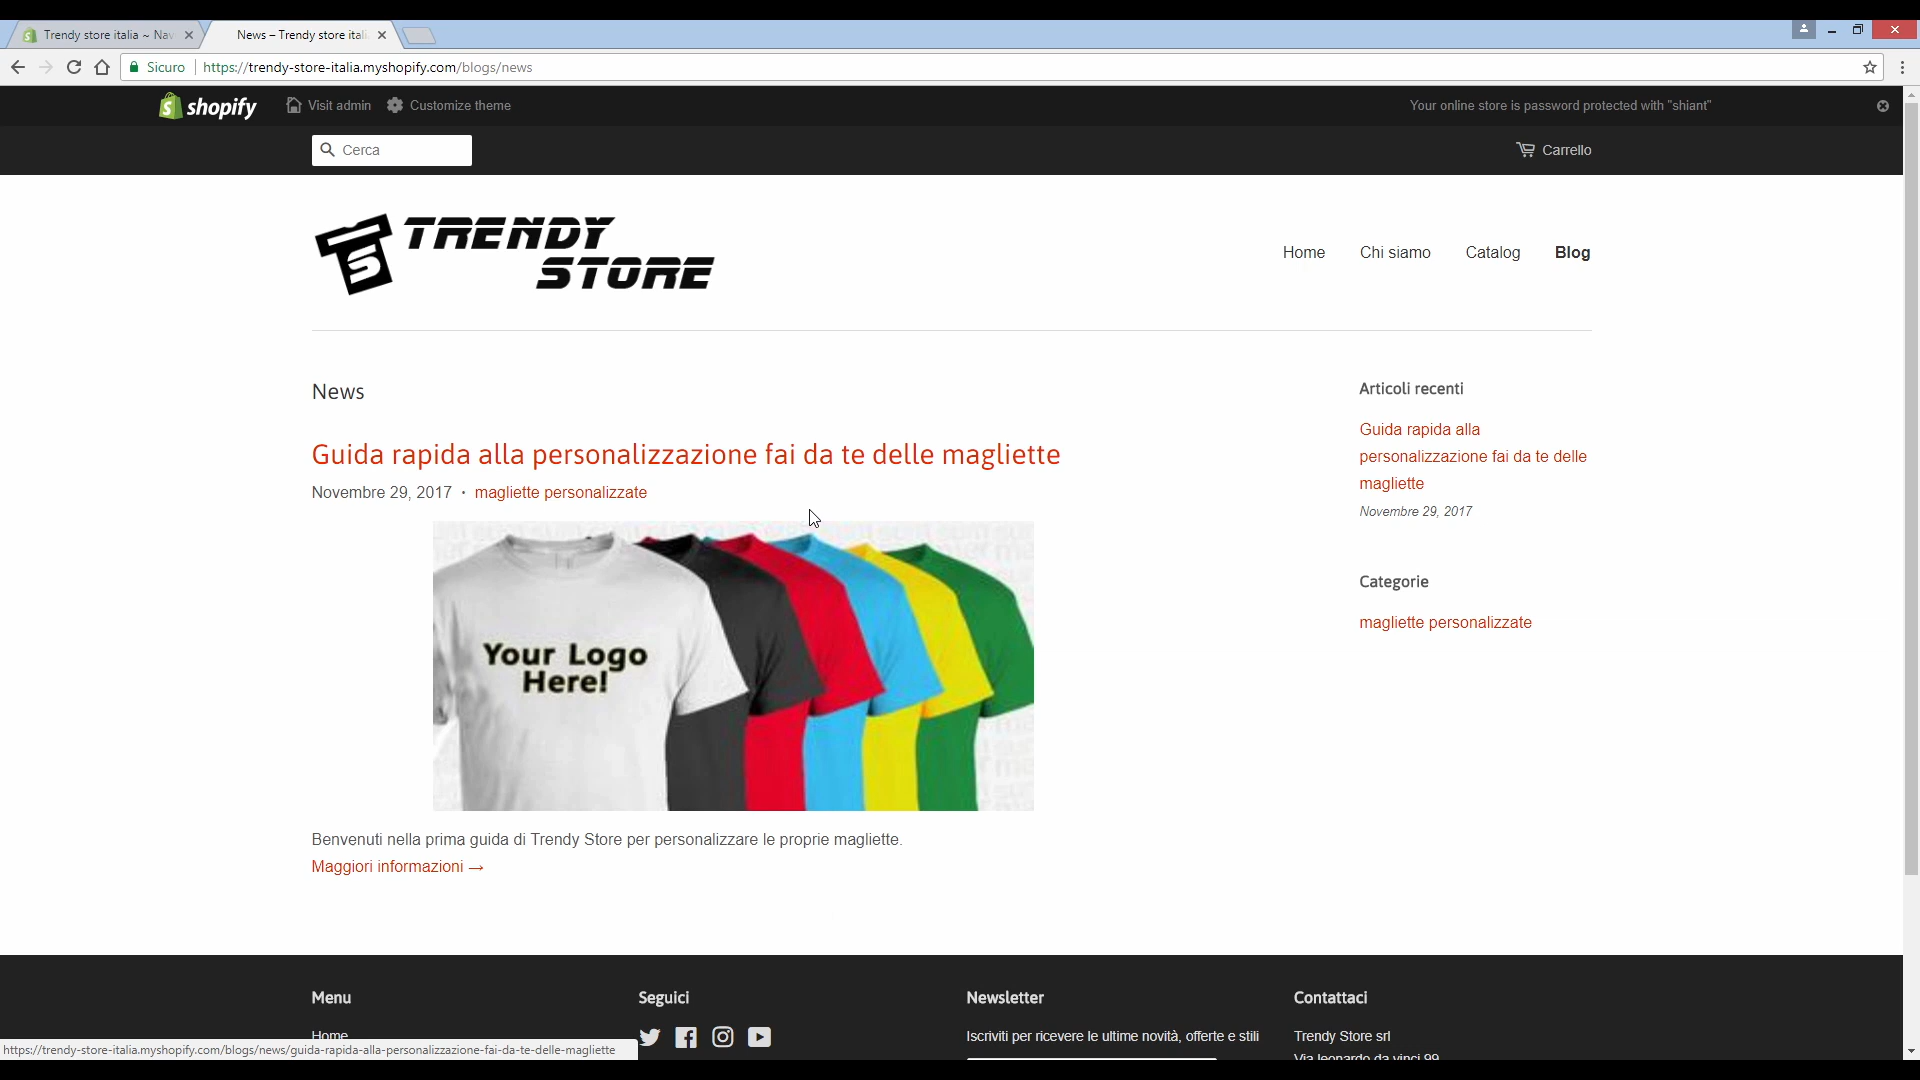 Trendy store italia ~ Nav
News – Trendy store itali
Sicuro
https://trendy-store-italia.myshopify.com/blogs/news
shopify
Visit admin
Customize theme
Your online store is password protected with "shiant"
Cerca
Carrello
TRENDY
STORE
Home
Chi siamo
Catalog
Blog
News
Guida rapida alla personalizzazione fai da te delle magliette
Novembre 29, 2017 • magliette personalizzate
Your Logo
Here!
Benvenuti nella prima guida di Trendy Store per personalizzare le proprie magliette.
Maggiori informazioni →
Articoli recenti
Guida rapida alla
personalizzazione fai da te delle
magliette
Novembre 29, 2017
Categorie
magliette personalizzate
Menu
Home
Seguici
Newsletter
Iscriviti per ricevere le ultime novità, offerte e stili
Contattaci
Trendy Store srl
Via leonardo da vinci 99
https://trendy-store-italia.myshopify.com/blogs/news/guida-rapida-alla-personalizzazione-fai-da-te-delle-magliette